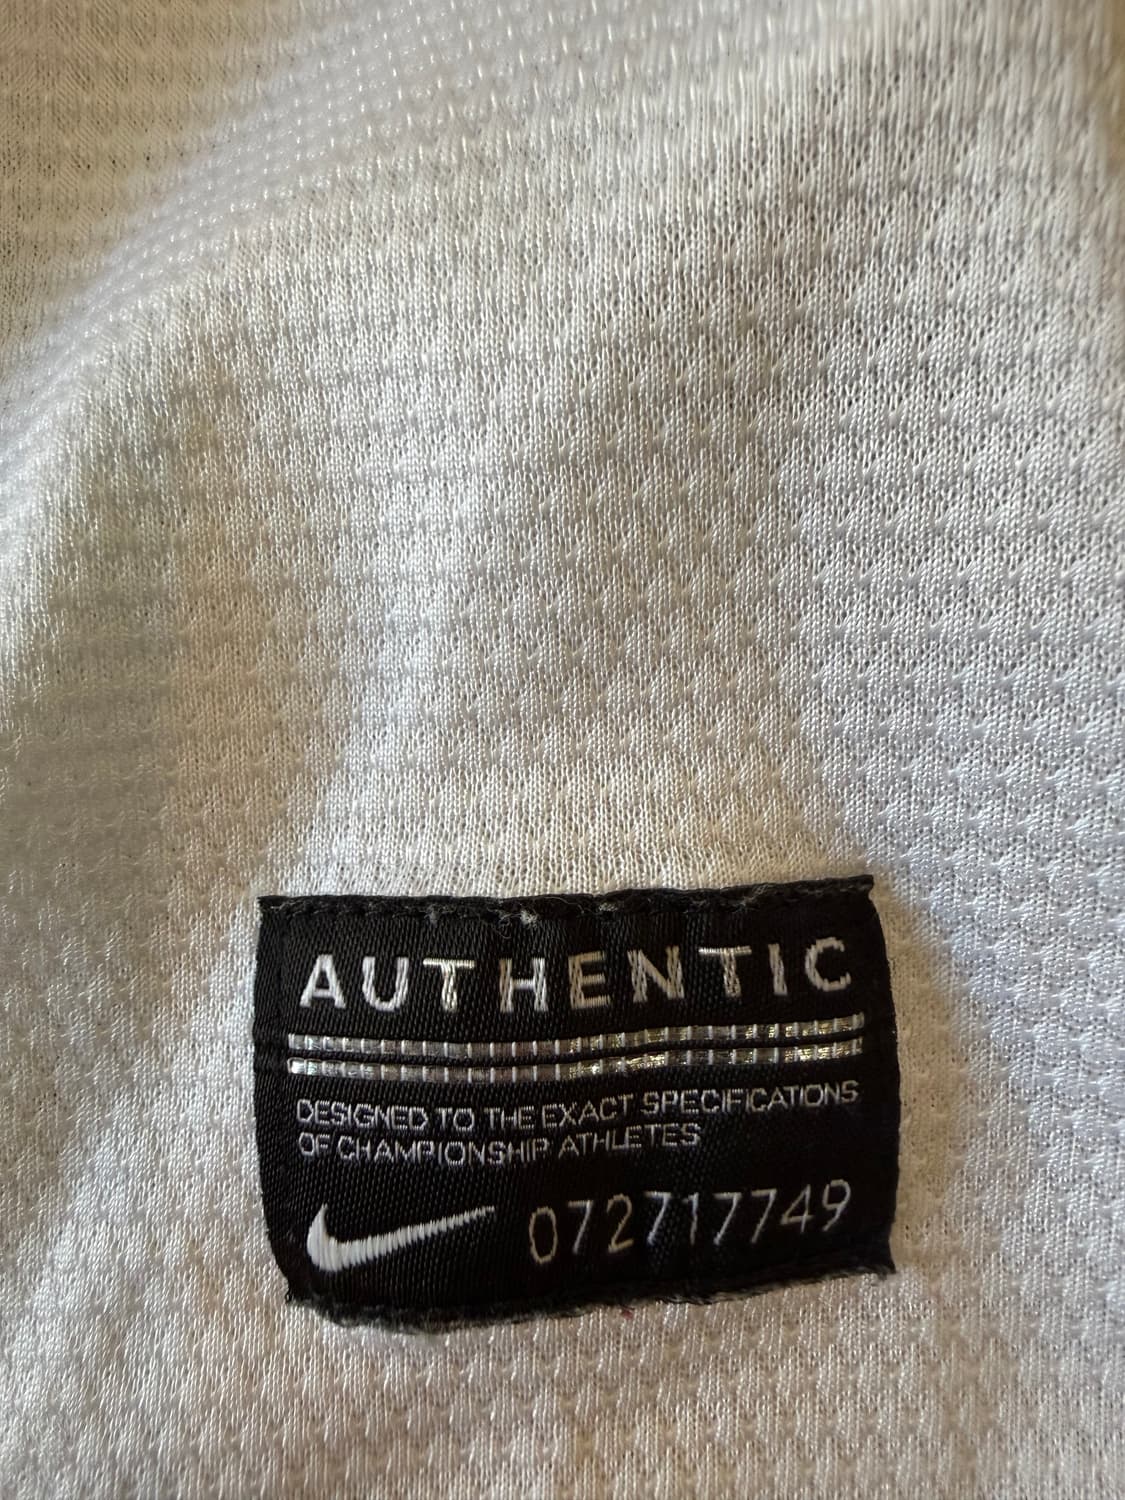 AUTHENTIC
DESIGNED TO THE EXACT SPECIFICATIONS
OF CHAMPIONSHIP ATHLETES
072717749